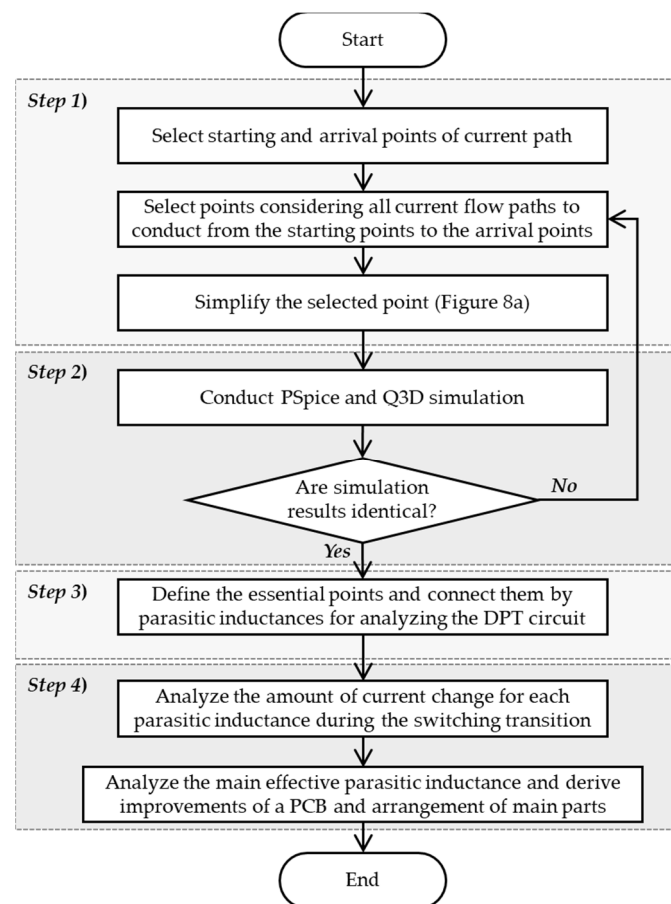 Start
Step 1)
Select starting and arrival points of current path
Select points considering all current flow paths to
conduct from the starting points to the arrival points
Simplify the selected point (Figure 8a)
Step 2)
Conduct PSpice and Q3D simulation
Are simulation
results identical?
No
Yes
Step 3)
Define the essential points and connect them by
parasitic inductances for analyzing the DPT circuit
Step 4)
Analyze the amount of current change for each
parasitic inductance during the switching transition
Analyze the main effective parasitic inductance and derive
improvements of a PCB and arrangement of main parts
End